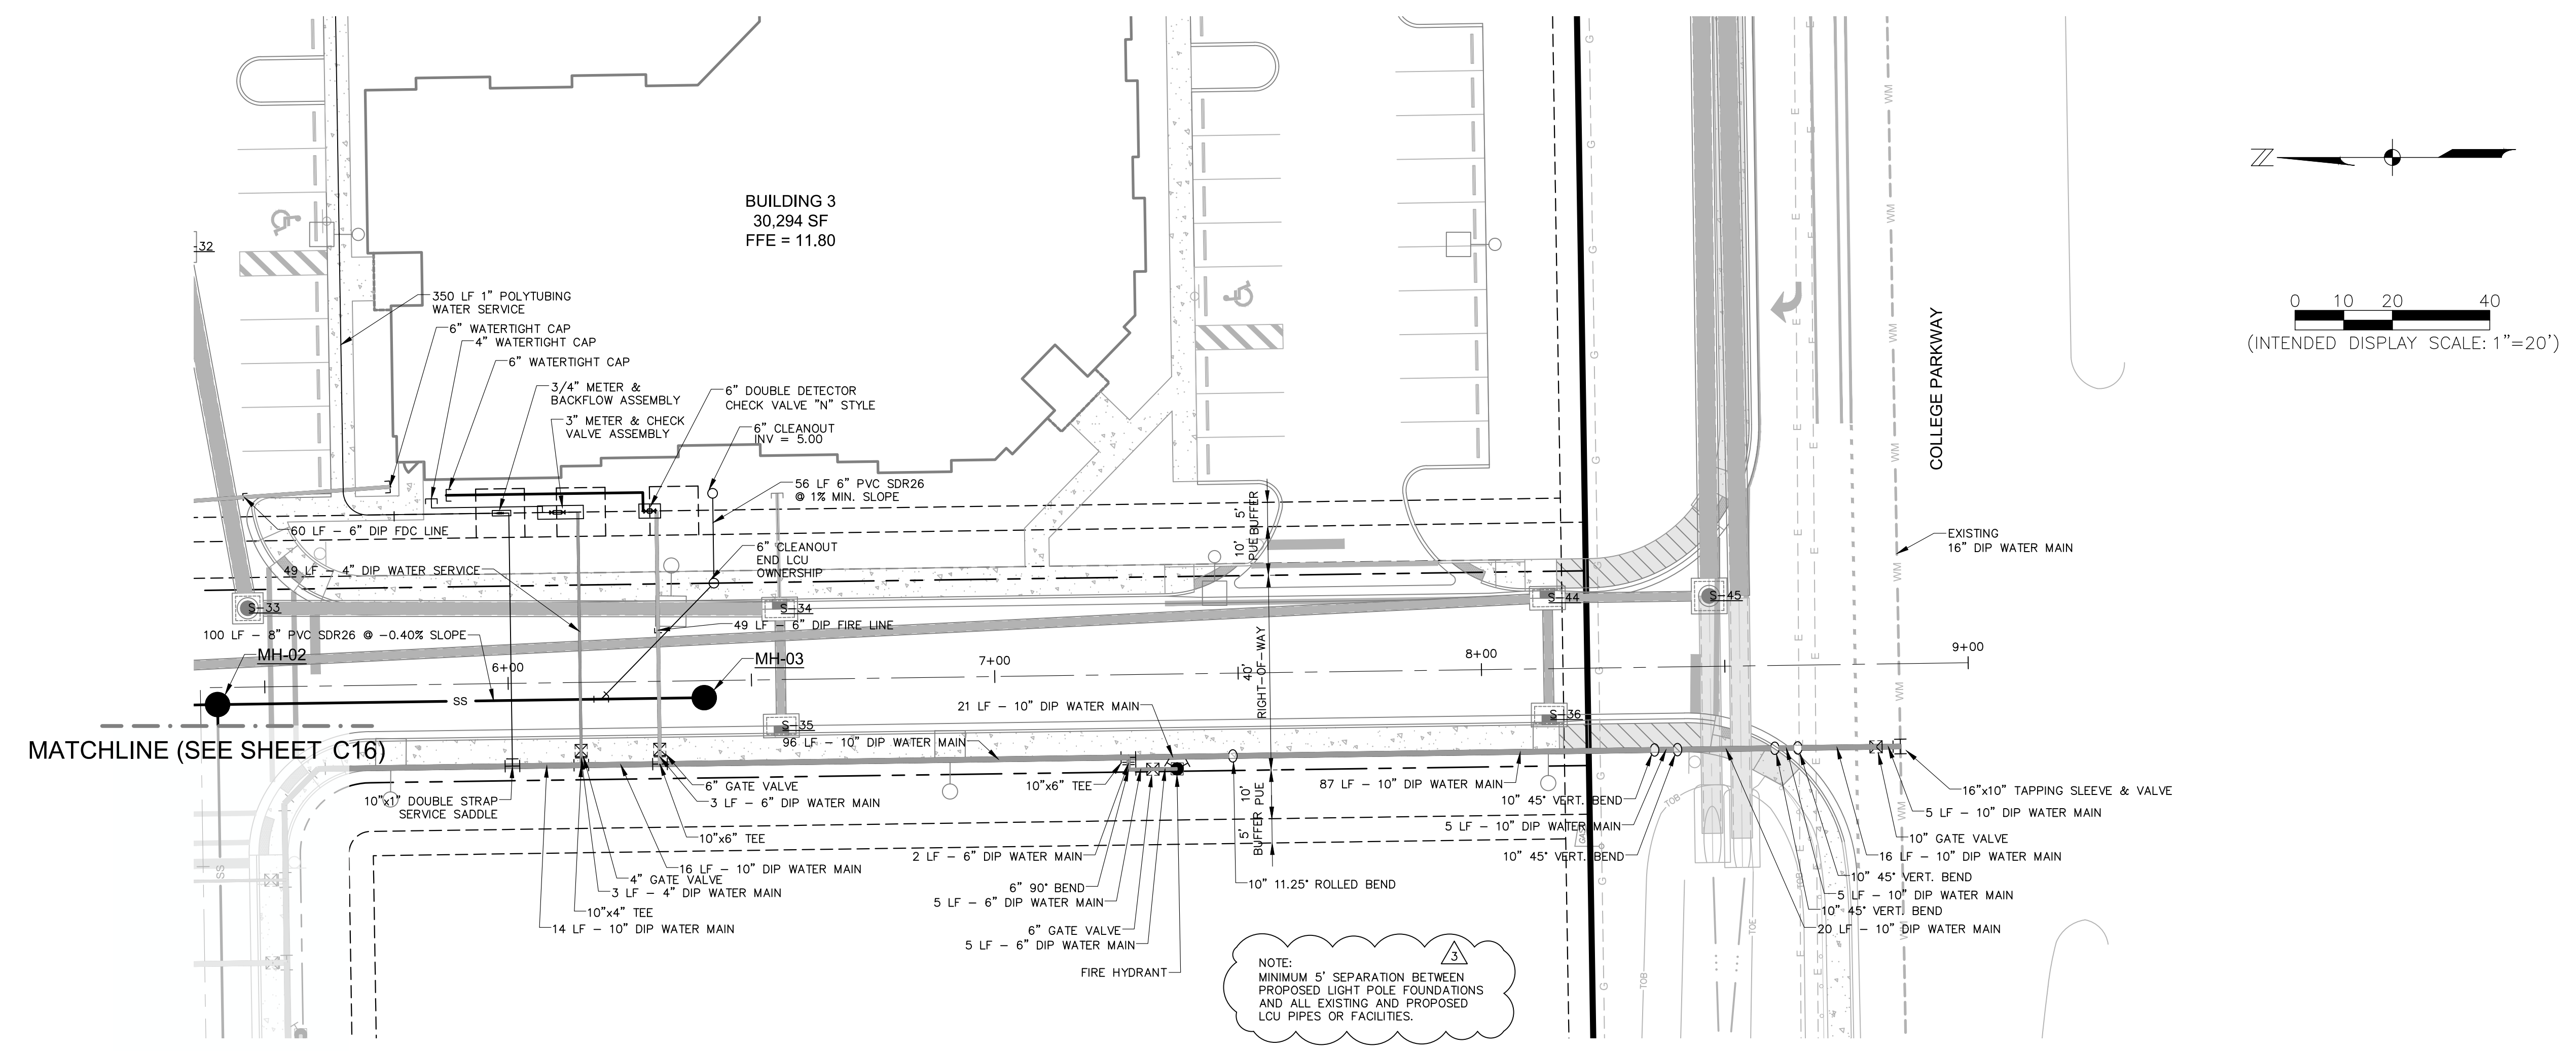 BUILDING 3
30,294 SF
FFE = 11.80
-32
350 LF 1" POLYTUBING
WATER SERVICE
6" WATERTIGHT CAP
4" WATERTIGHT CAP
6" WATERTIGHT CAP
3/4" METER &
BACKFLOW ASSEMBLY
3" METER & CHECK
VALVE ASSEMBLY
6" DOUBLE DETECTOR
CHECK VALVE "N" STYLE
6" CLEANOUT
INV = 5.00
56 LF 6" PVC SDR26
@ 1% MIN. SLOPE
60 LF - 6" DIP FDC LINE
6" CLEANOUT
END LCU
OWNERSHIP
49 LF - 4" DIP WATER SERVICE
S-33
S-34
S-44
S-45
49 LF - 6" DIP FIRE LINE
100 LF - 8" PVC SDR26 @ -0.40% SLOPE
MH-02
MH-03
6+00
7+00
8+00
9+00
SS
S-35
S-36
MATCHLINE (SEE SHEET C16)
21 LF - 10" DIP WATER MAIN
96 LF - 10" DIP WATER MAIN
5'
10'
PUE BUFFER
40'
RIGHT-OF-WAY
10'
5'
BUFFER PUE
10"x1" DOUBLE STRAP
SERVICE SADDLE
6" GATE VALVE
3 LF - 6" DIP WATER MAIN
10"x6" TEE
16 LF - 10" DIP WATER MAIN
4" GATE VALVE
3 LF - 4" DIP WATER MAIN
10"x4" TEE
14 LF - 10" DIP WATER MAIN
10"x6" TEE
2 LF - 6" DIP WATER MAIN
6" 90° BEND
5 LF - 6" DIP WATER MAIN
6" GATE VALVE
5 LF - 6" DIP WATER MAIN
FIRE HYDRANT
10" 11.25° ROLLED BEND
87 LF - 10" DIP WATER MAIN
10" 45° VERT. BEND
5 LF - 10" DIP WATER MAIN
10" 45° VERT. BEND
16"x10" TAPPING SLEEVE & VALVE
5 LF - 10" DIP WATER MAIN
10" GATE VALVE
16 LF - 10" DIP WATER MAIN
10" 45° VERT. BEND
5 LF - 10" DIP WATER MAIN
10" 45° VERT. BEND
20 LF - 10" DIP WATER MAIN
EXISTING
16" DIP WATER MAIN
COLLEGE PARKWAY
NOTE:
MINIMUM 5' SEPARATION BETWEEN
PROPOSED LIGHT POLE FOUNDATIONS
AND ALL EXISTING AND PROPOSED
LCU PIPES OR FACILITIES.
3
TOB
TOB
TOE
TOB
GAS
SS
G
E
WM
N
0 10 20 40
(INTENDED DISPLAY SCALE: 1"=20')